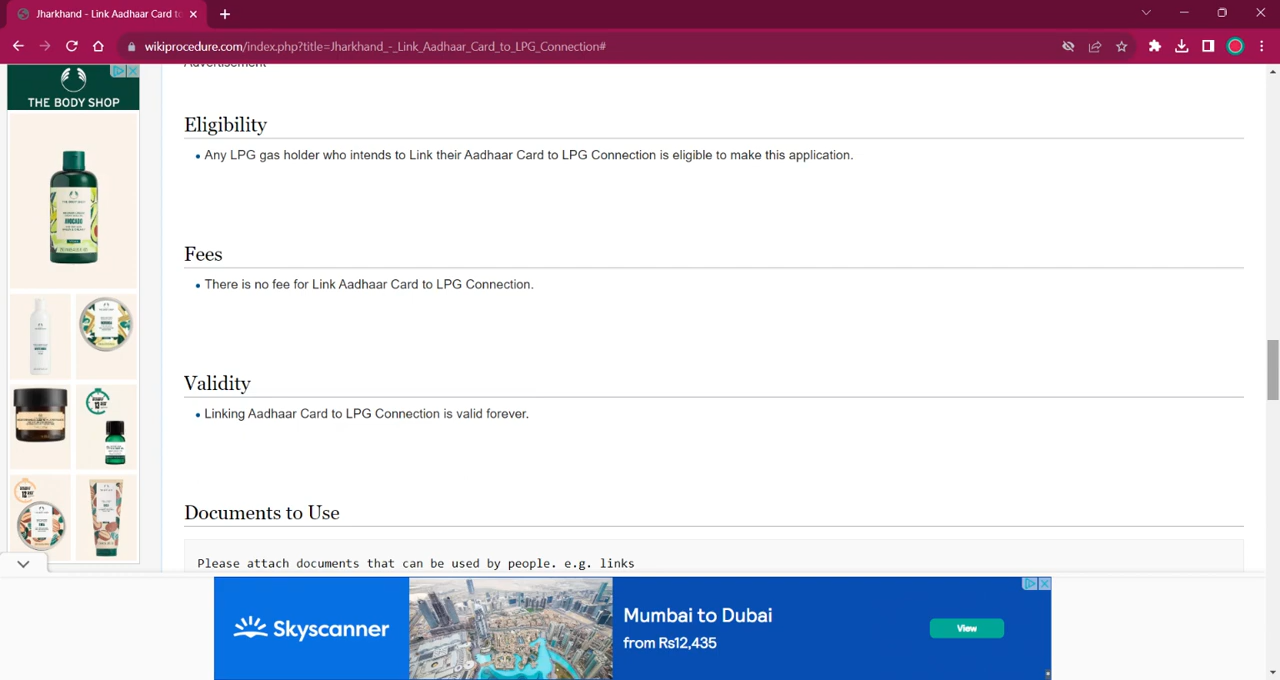 Jharkhand - Link Aadhaar Card to
wikiprocedure.com/index.php?title=Jharkhand_-_Link_Aadhaar_Card_to_LPG_Connection#
Advertisement
THE BODY SHOP
AVOCADO
Eligibility
Any LPG gas holder who intends to Link their Aadhaar Card to LPG Connection is eligible to make this application.
Fees
There is no fee for Link Aadhaar Card to LPG Connection.
Validity
Linking Aadhaar Card to LPG Connection is valid forever.
Documents to Use
Please attach documents that can be used by people. e.g. links
Skyscanner
Mumbai to Dubai
from Rs12,435
View